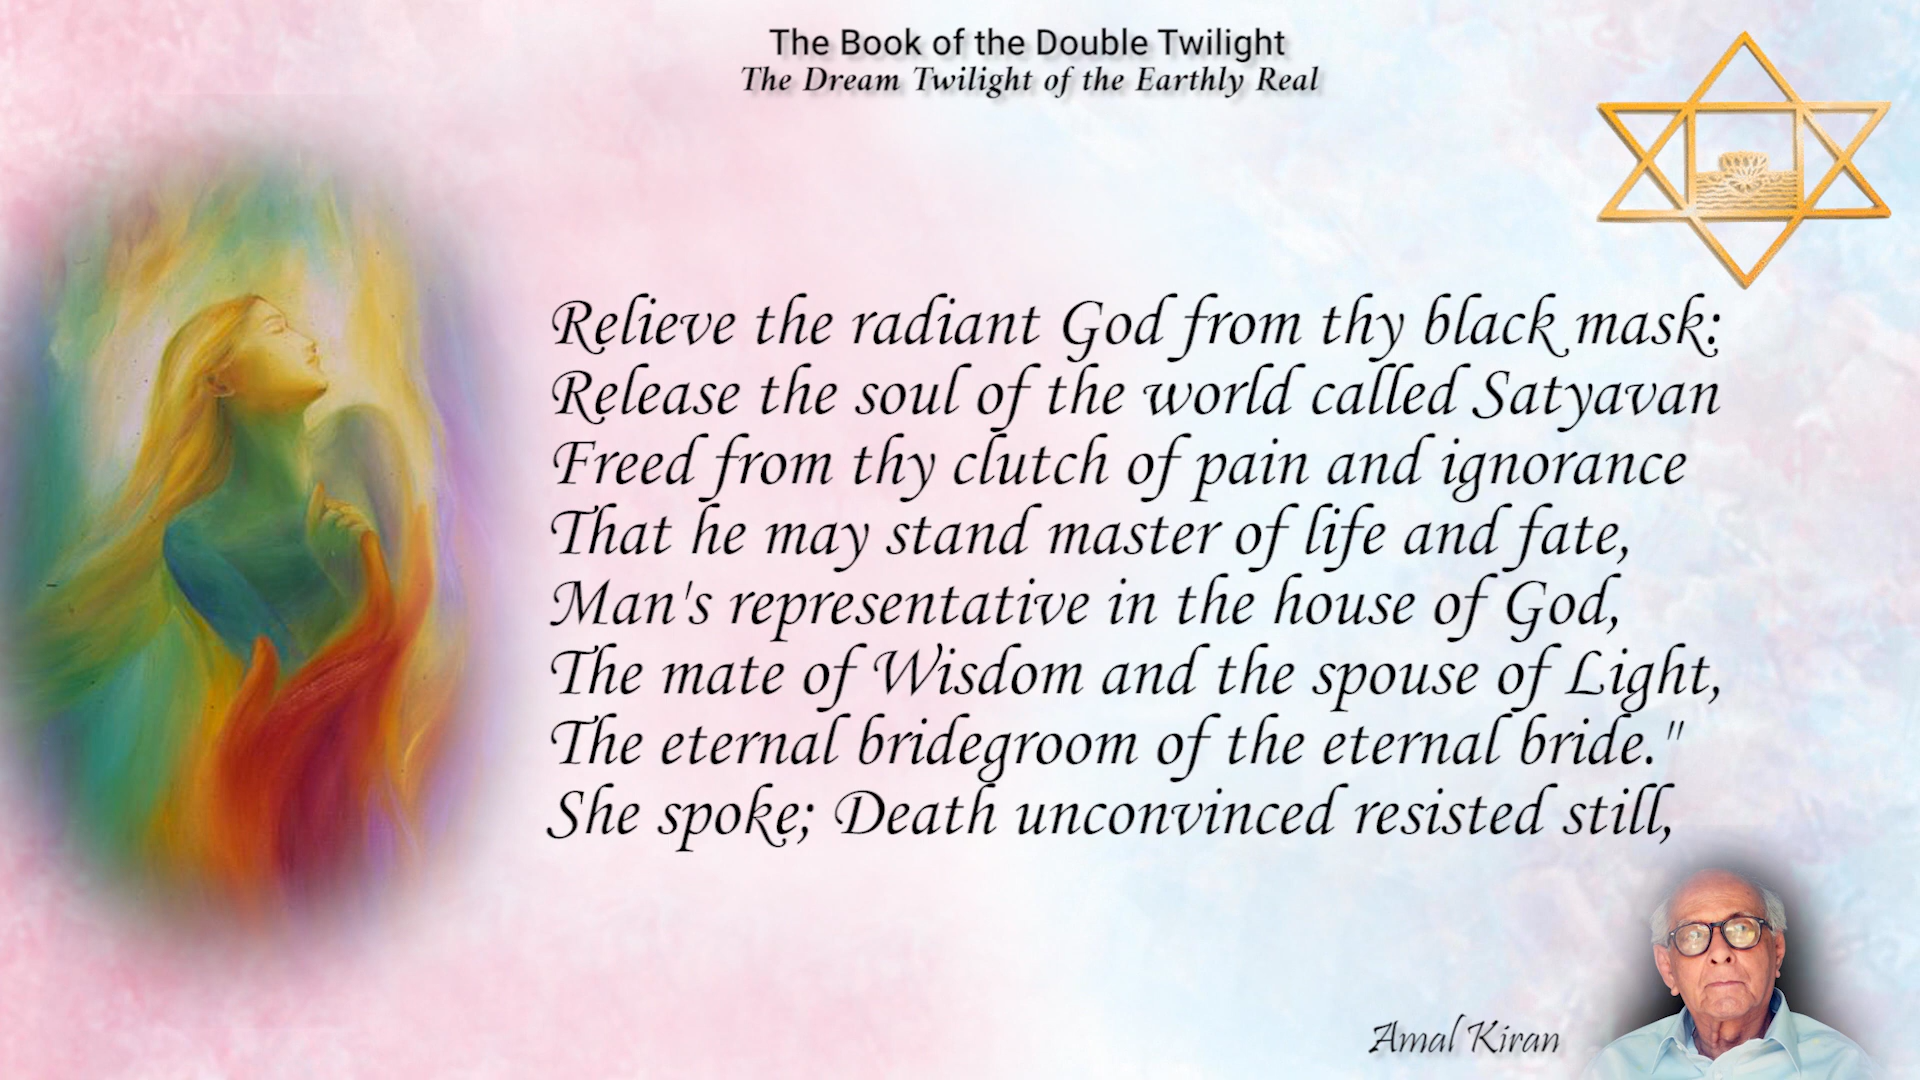 The Book of the Double Twilight
The Dream Twilight of the Earthly Real
Relieve the radiant God from thy black mask:
Release the soul of the world called Satyavan
Freed from thy clutch of pain and ignorance
That he may stand master of life and fate,
Man's representative in the house of God,
The mate of Wisdom and the spouse of Light,
The eternal bridegroom of the eternal bride."
She spoke; Death unconvinced resisted still,
Amal Kiran